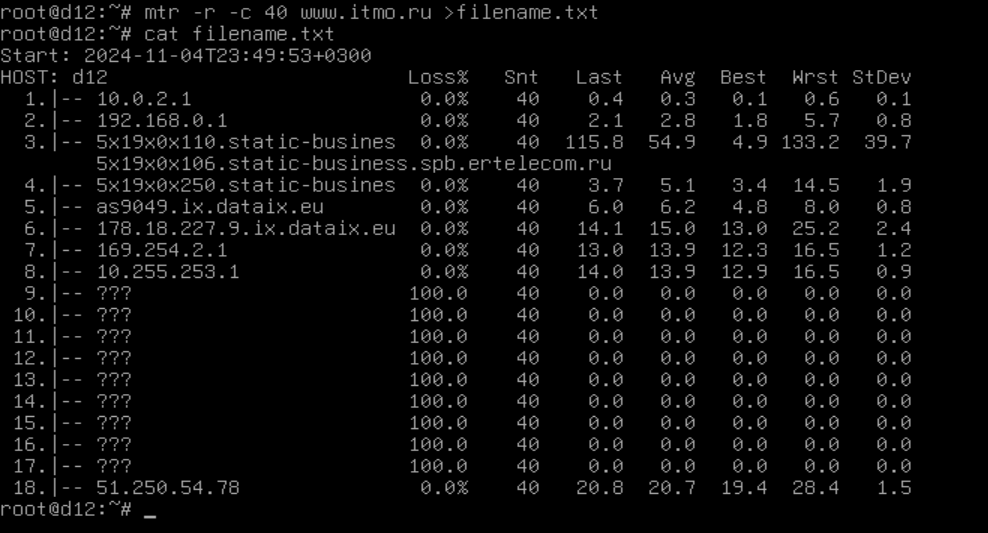 root@d12:~# mtr -r -c 40 www.itmo.ru >filename.txt
root@d12:~# cat filename.txt
Start: 2024-11-04T23:49:53+0300
HOST: d12                         Loss%   Snt   Last   Avg  Best  Wrst StDev
  1.|-- 10.0.2.1                   0.0%    40    0.4   0.3   0.1   0.6   0.1
  2.|-- 192.168.0.1                0.0%    40    2.1   2.8   1.8   5.7   0.8
  3.|-- 5x19x0x110.static-busines  0.0%    40  115.8  54.9   4.9 133.2  39.7
        5x19x0x106.static-business.spb.ertelecom.ru
  4.|-- 5x19x0x250.static-busines  0.0%    40    3.7   5.1   3.4  14.5   1.9
  5.|-- as9049.ix.dataix.eu        0.0%    40    6.0   6.2   4.8   8.0   0.8
  6.|-- 178.18.227.9.ix.dataix.eu  0.0%    40   14.1  15.0  13.0  25.2   2.4
  7.|-- 169.254.2.1                0.0%    40   13.0  13.9  12.3  16.5   1.2
  8.|-- 10.255.253.1               0.0%    40   14.0  13.9  12.9  16.5   0.9
  9.|-- ???                       100.0    40    0.0   0.0   0.0   0.0   0.0
 10.|-- ???                       100.0    40    0.0   0.0   0.0   0.0   0.0
 11.|-- ???                       100.0    40    0.0   0.0   0.0   0.0   0.0
 12.|-- ???                       100.0    40    0.0   0.0   0.0   0.0   0.0
 13.|-- ???                       100.0    40    0.0   0.0   0.0   0.0   0.0
 14.|-- ???                       100.0    40    0.0   0.0   0.0   0.0   0.0
 15.|-- ???                       100.0    40    0.0   0.0   0.0   0.0   0.0
 16.|-- ???                       100.0    40    0.0   0.0   0.0   0.0   0.0
 17.|-- ???                       100.0    40    0.0   0.0   0.0   0.0   0.0
 18.|-- 51.250.54.78               0.0%    40   20.8  20.7  19.4  28.4   1.5
root@d12:~# _